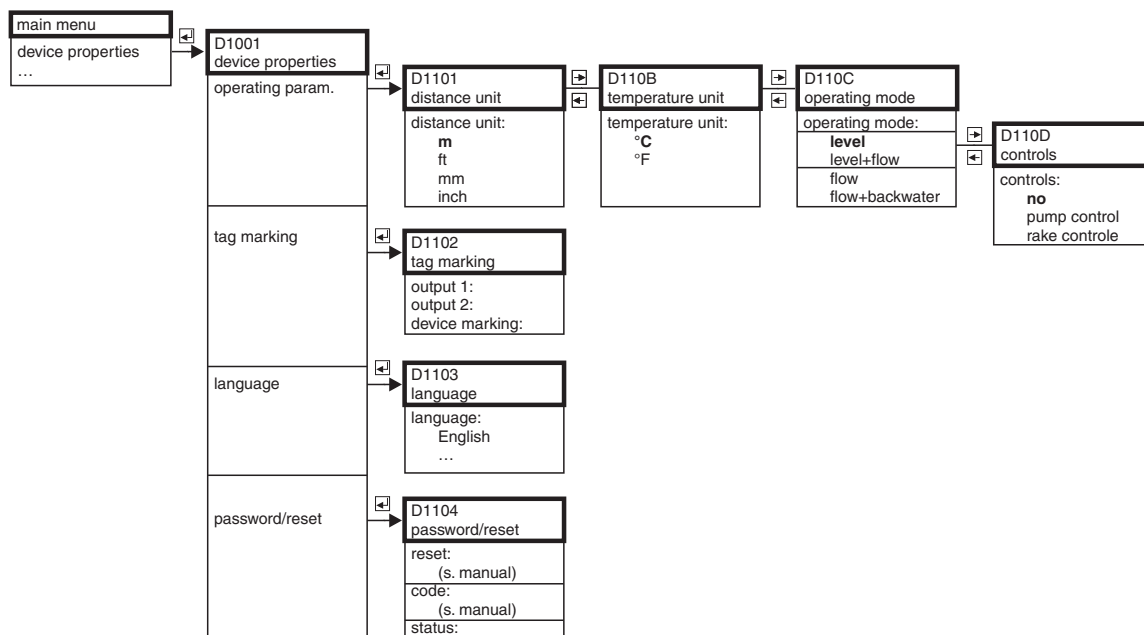 main menu
device properties
…
D1001
device properties
operating param.
D1101
distance unit
distance unit:
m
ft
mm
inch
D110B
temperature unit
temperature unit:
°C
°F
D110C
operating mode
operating mode:
level
level+flow
flow
flow+backwater
D110D
controls
controls:
no
pump control
rake controle
tag marking
D1102
tag marking
output 1:
output 2:
device marking:
language
D1103
language
language:
English
…
password/reset
D1104
password/reset
reset:
(s. manual)
code:
(s. manual)
status: